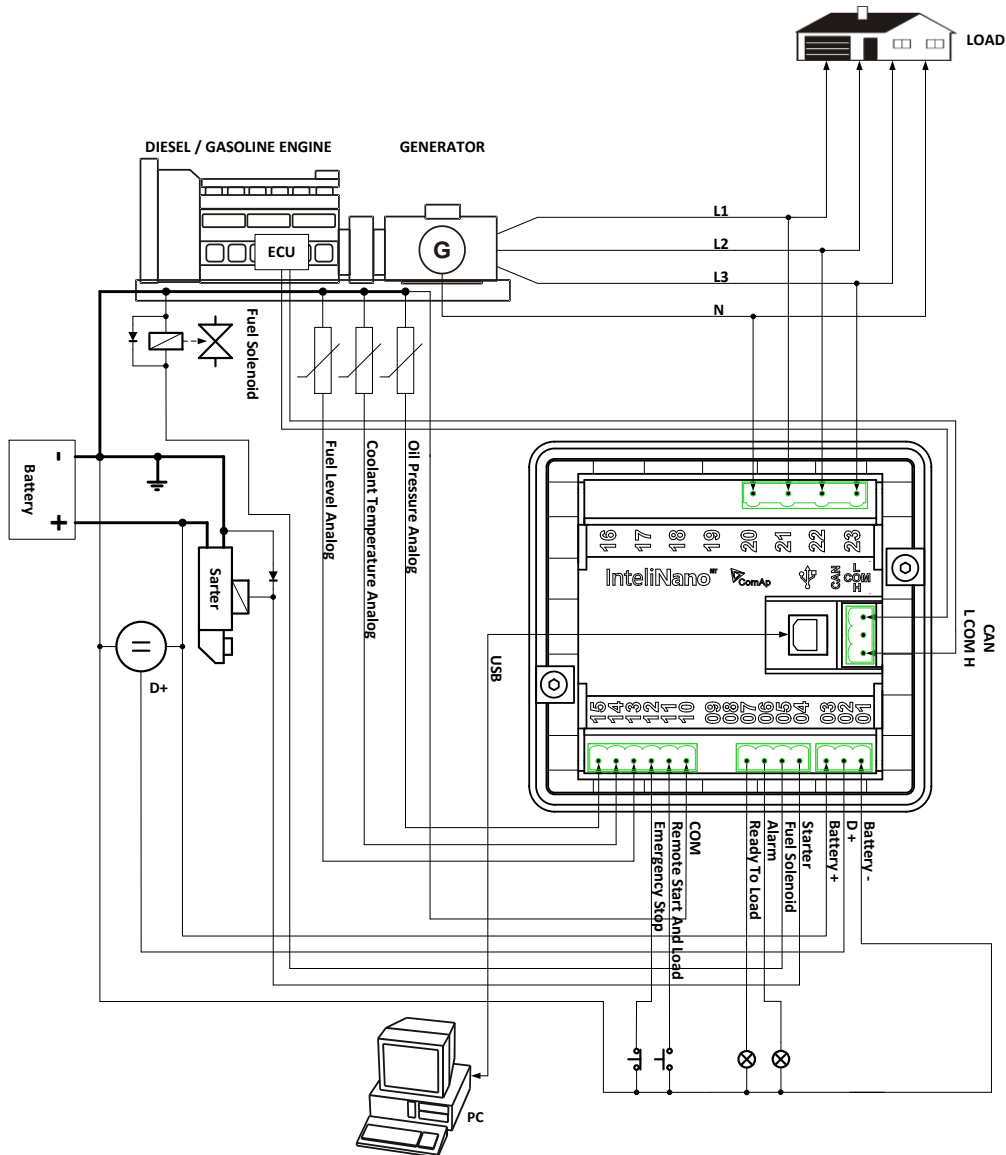 LOAD
DIESEL / GASOLINE ENGINE
GENERATOR
ECU
G
L1
L2
L3
N
Fuel Solenoid
Fuel Level Analog
Coolant Temperature Analog
Oil Pressure Analog
-
+
Battery
Sarter
D+
16
17
18
19
20
21
22
23
InteliNano NT
ComAp
CAN
L
COM
H
CAN
L COM H
USB
15
14
13
12
11
10
09
08
07
06
05
04
03
02
01
COM
Remote Start And Load
Emergency Stop
Starter
Fuel Solenoid
Alarm
Ready To Load
Battery -
D +
Battery +
PC